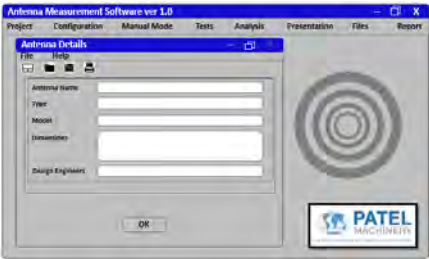 Antenna Measurement Software ver 1.0
Project Configuration Manual Mode Tests Analysis Presentation Files Report
Antenna Details
File Help
Antenna Name
Type
Model
Dimensions
Design Engineers
OK
PATEL
MACHINERY